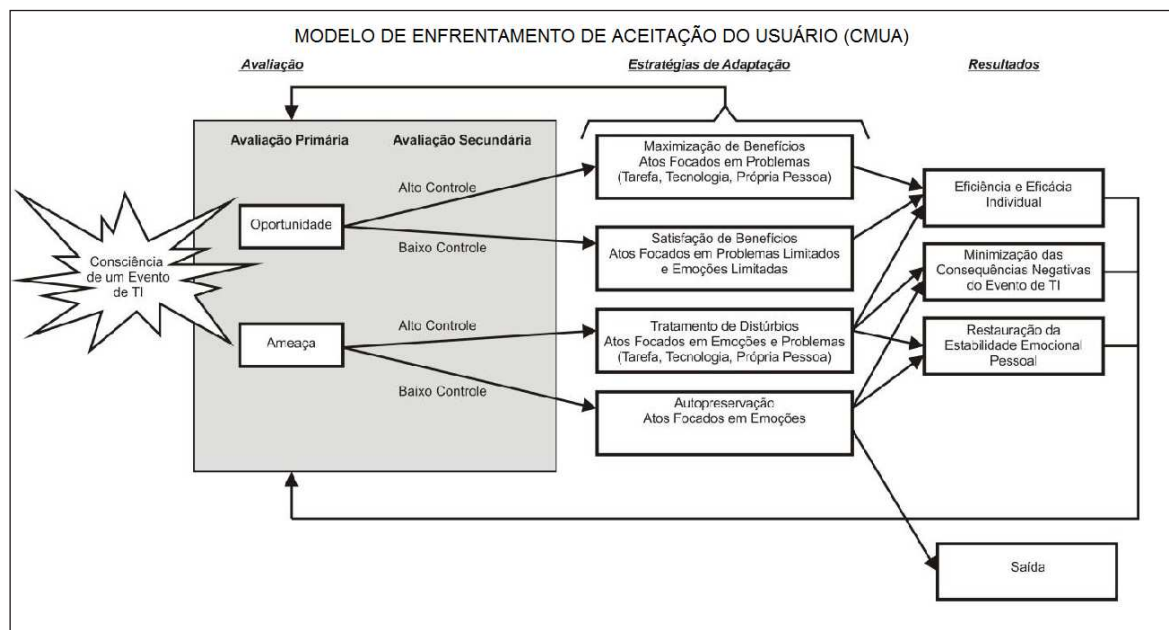 MODELO DE ENFRENTAMENTO DE ACEITAÇÃO DO USUÁRIO (CMUA)
Avaliação
Estratégias de Adaptação
Resultados
Avaliação Primária
Avaliação Secundária
Consciência
de um Evento
de TI
Oportunidade
Ameaça
Alto Controle
Baixo Controle
Alto Controle
Baixo Controle
Maximização de Benefícios
Atos Focados em Problemas
(Tarefa, Tecnologia, Própria Pessoa)
Satisfação de Benefícios
Atos Focados em Problemas Limitados
e Emoções Limitadas
Tratamento de Distúrbios
Atos Focados em Emoções e Problemas
(Tarefa, Tecnologia, Própria Pessoa)
Autopreservação
Atos Focados em Emoções
Eficiência e Eficácia
Individual
Minimização das
Consequências Negativas
do Evento de TI
Restauração da
Estabilidade Emocional
Pessoal
Saída